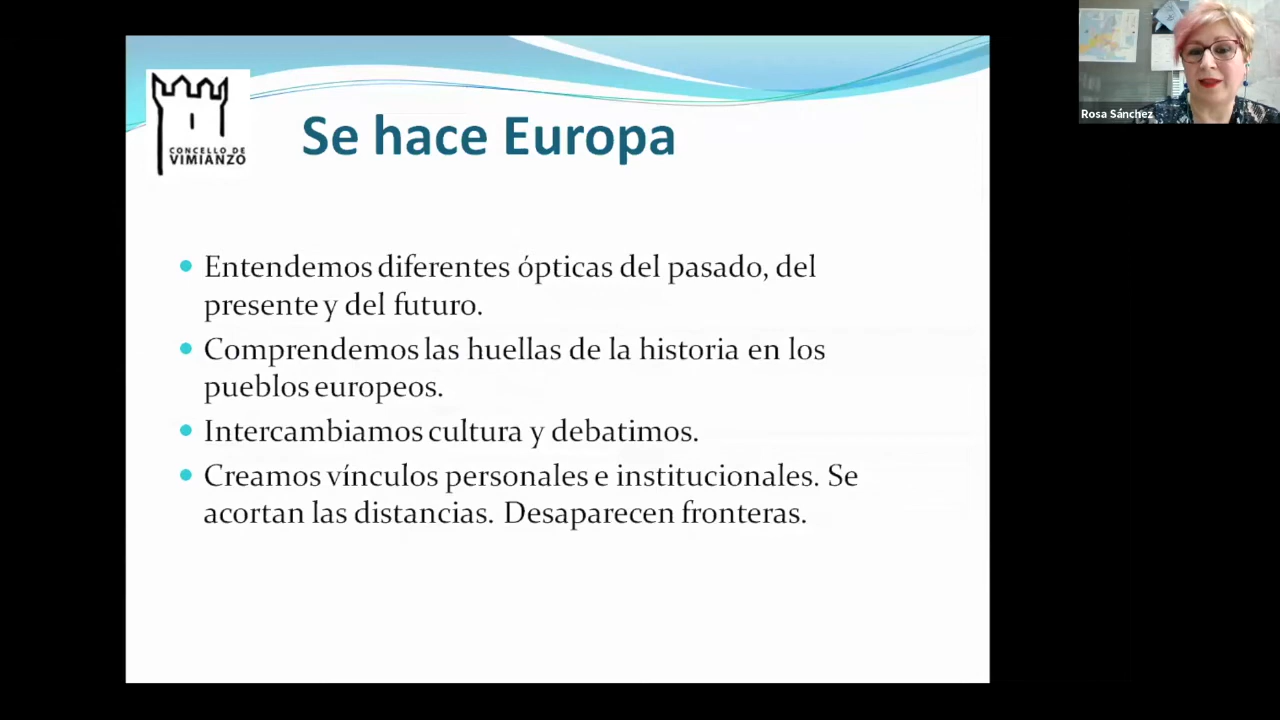 CONCELLO DE
VIMIANZO
Se hace Europa
Entendemos diferentes ópticas del pasado, del
presente y del futuro.
Comprendemos las huellas de la historia en los
pueblos europeos.
Intercambiamos cultura y debatimos.
Creamos vínculos personales e institucionales. Se
acortan las distancias. Desaparecen fronteras.
Rosa Sánchez